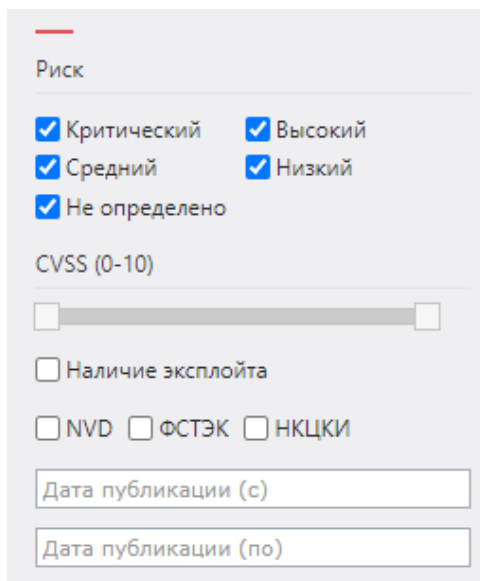 Риск
Критический Высокий
Средний Низкий
Не определено
CVSS (0-10)
Наличие эксплойта
NVD ФСТЭК НКЦКИ
Дата публикации (с)
Дата публикации (по)